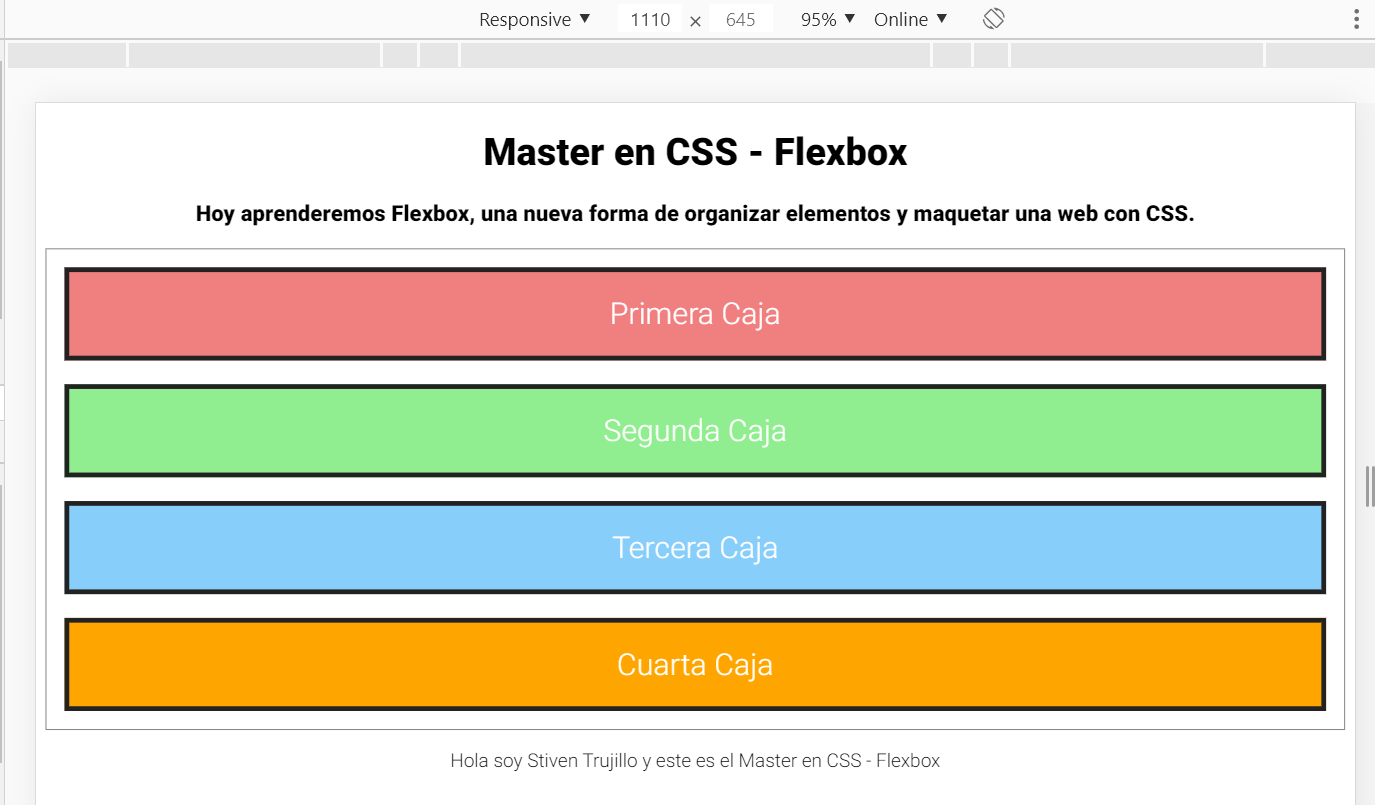 Responsive ▼ 1110 × 645 95% ▼ Online ▼
Master en CSS - Flexbox
Hoy aprenderemos Flexbox, una nueva forma de organizar elementos y maquetar una web con CSS.
Primera Caja
Segunda Caja
Tercera Caja
Cuarta Caja
Hola soy Stiven Trujillo y este es el Master en CSS - Flexbox